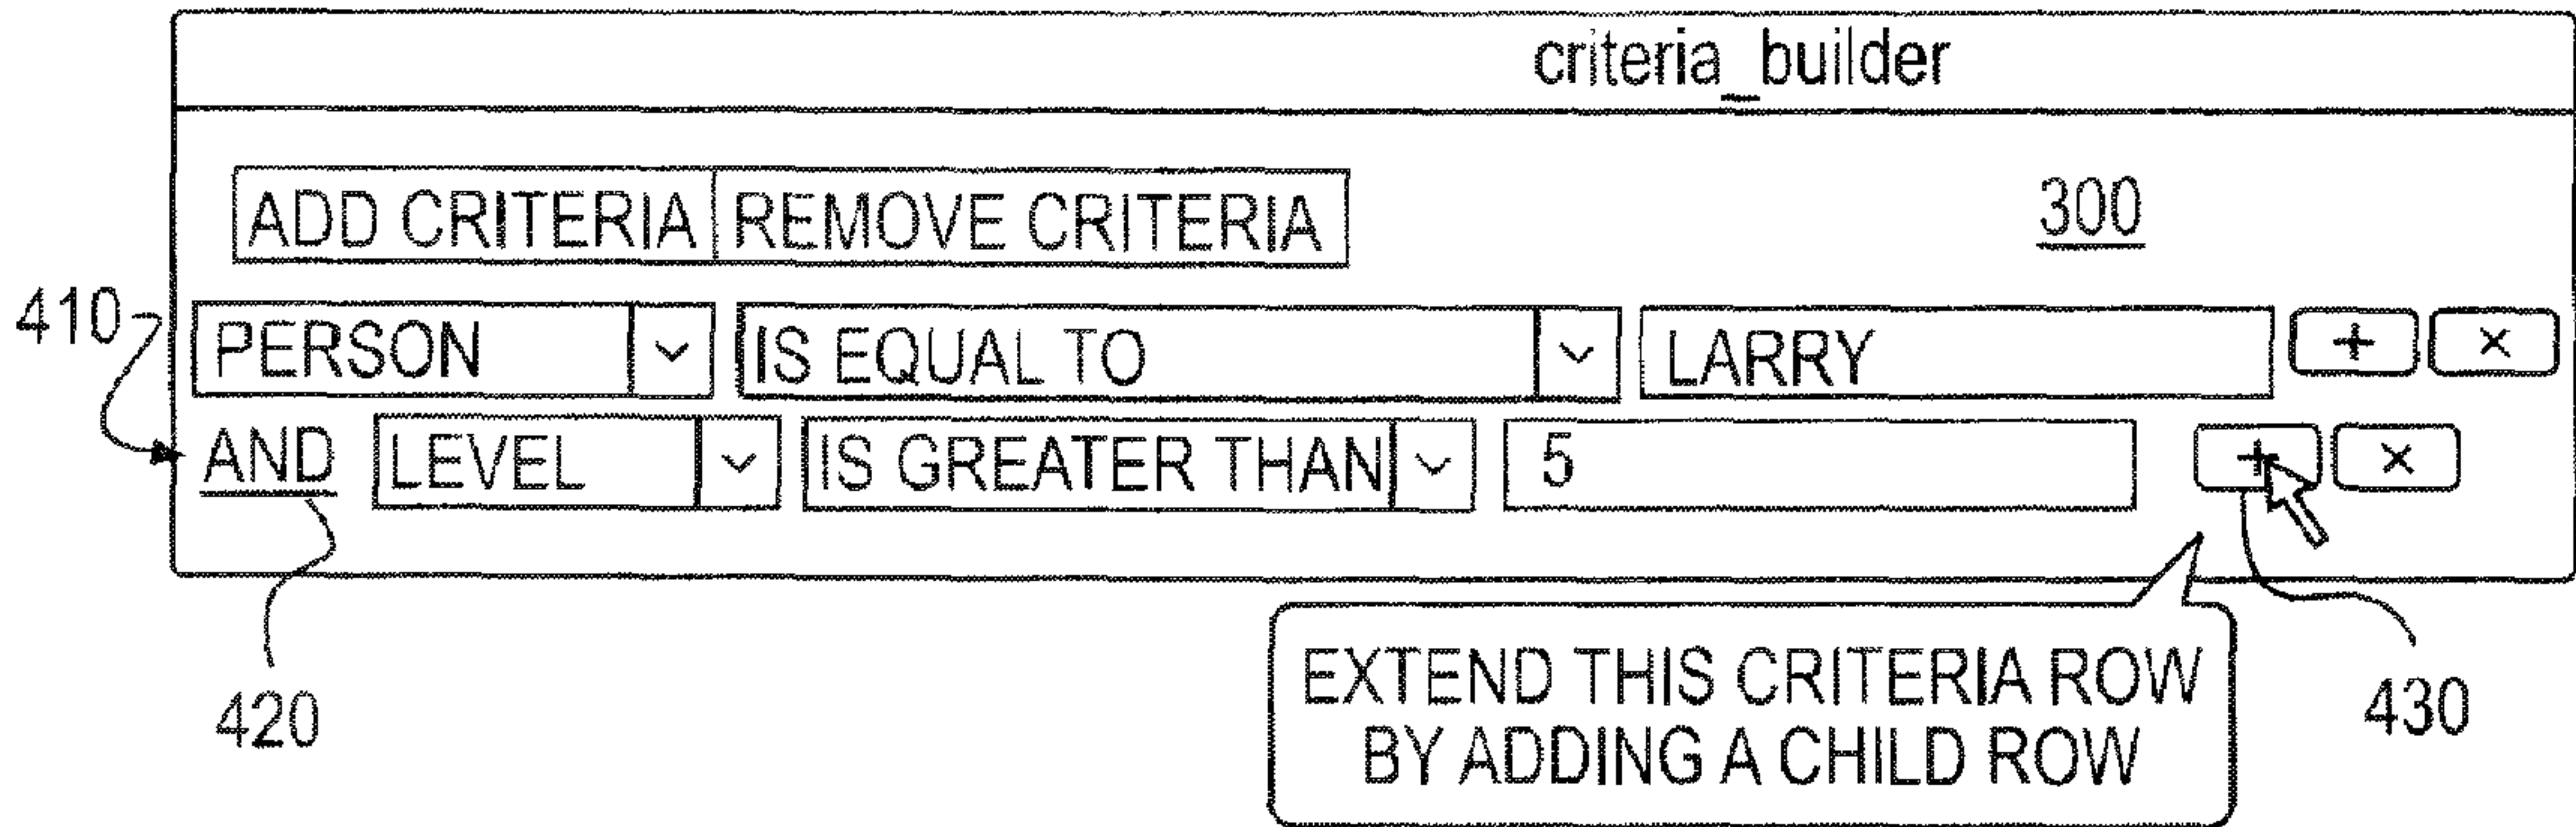 criteria_builder
ADD CRITERIA REMOVE CRITERIA 300
410
PERSON IS EQUAL TO LARRY + ×
AND LEVEL IS GREATER THAN 5 + ×
EXTEND THIS CRITERIA ROW
BY ADDING A CHILD ROW
420
430